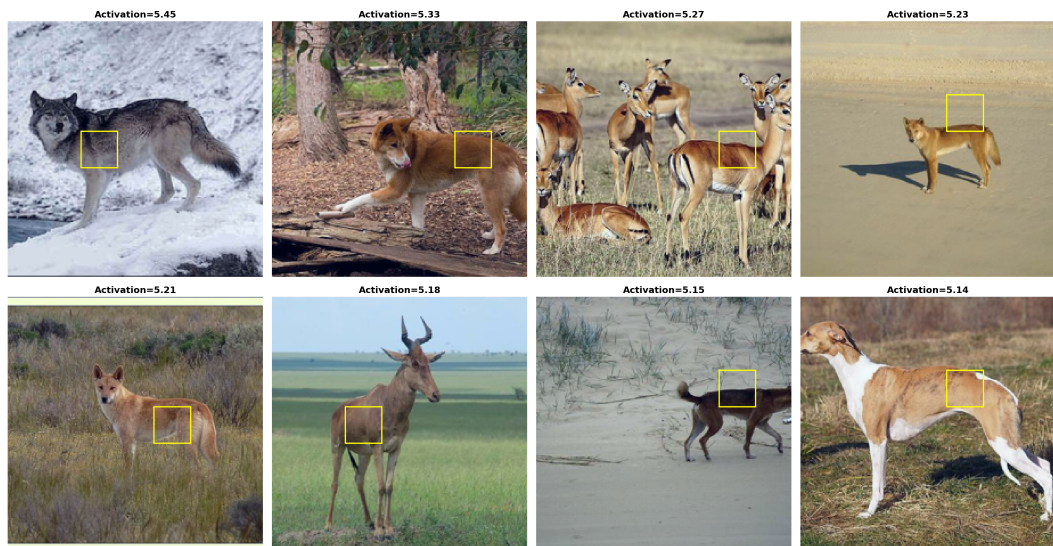 Activation=5.45
Activation=5.33
Activation=5.27
Activation=5.23
Activation=5.21
Activation=5.18
Activation=5.15
Activation=5.14